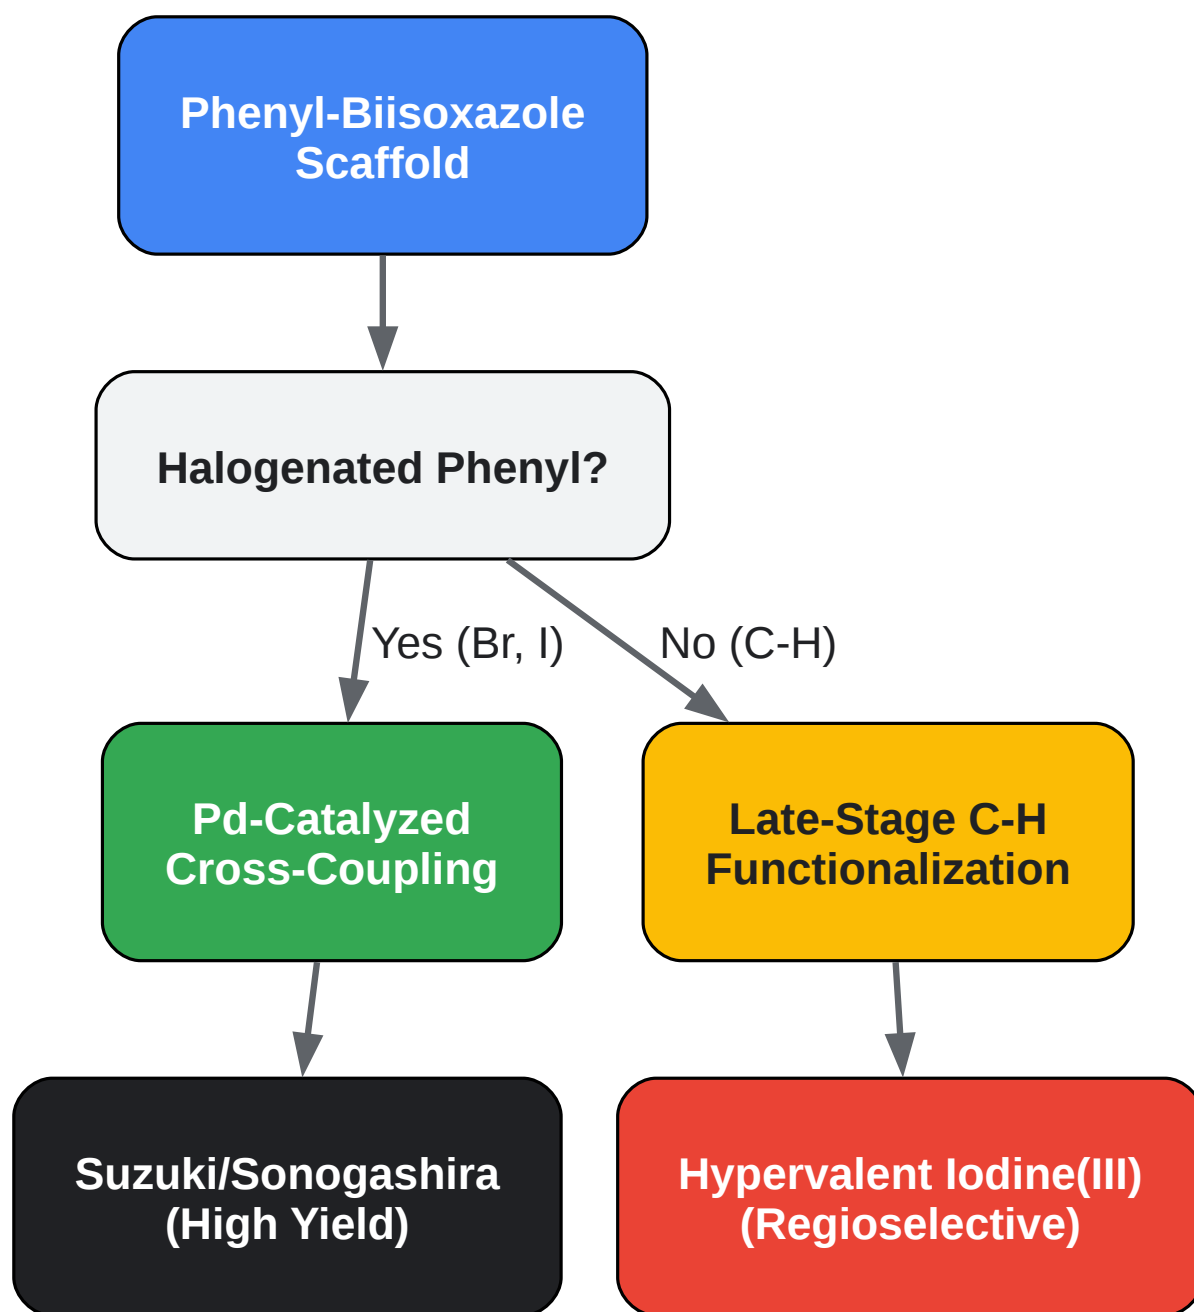 Phenyl-Biisoxazole
Scaffold
Halogenated Phenyl?
Yes (Br, I)
No (C-H)
Pd-Catalyzed
Cross-Coupling
Late-Stage C-H
Functionalization
Suzuki/Sonogashira
(High Yield)
Hypervalent Iodine(III)
(Regioselective)